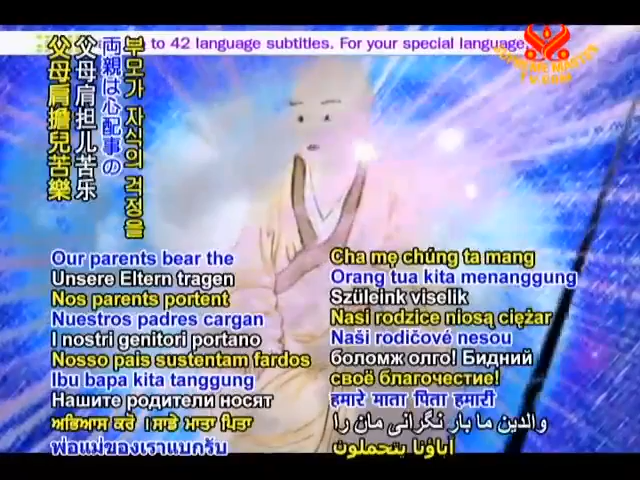 to 42 language subtitles. For your special language
SUPREME MASTER
TV.COM
부모가 자식의 걱정을
両親は心配事の
父母肩担儿苦乐
父母肩擔兒苦樂
Our parents bear the
Unsere Eltern tragen
Nos parents portent
Nuestros padres cargan
I nostri genitori portano
Nosso pais sustentam fardos
Ibu bapa kita tanggung
Нашите родители носят
ਅਭਿਆਸ ਕਰੋ । ਸਾਡੇ ਮਾਤਾ ਪਿਤਾ
พ่อแม่ของเราแบกรับ
Cha mẹ chúng ta mang
Orang tua kita menanggung
Szüleink viselik
Nasi rodzice niosą ciężar
Naši rodičové nesou
боломж олго! Бидний
своё благочестие!
हमारे माता पिता हमारी
والدین ما بار نگرانی مان را
اباؤنا يتحملون